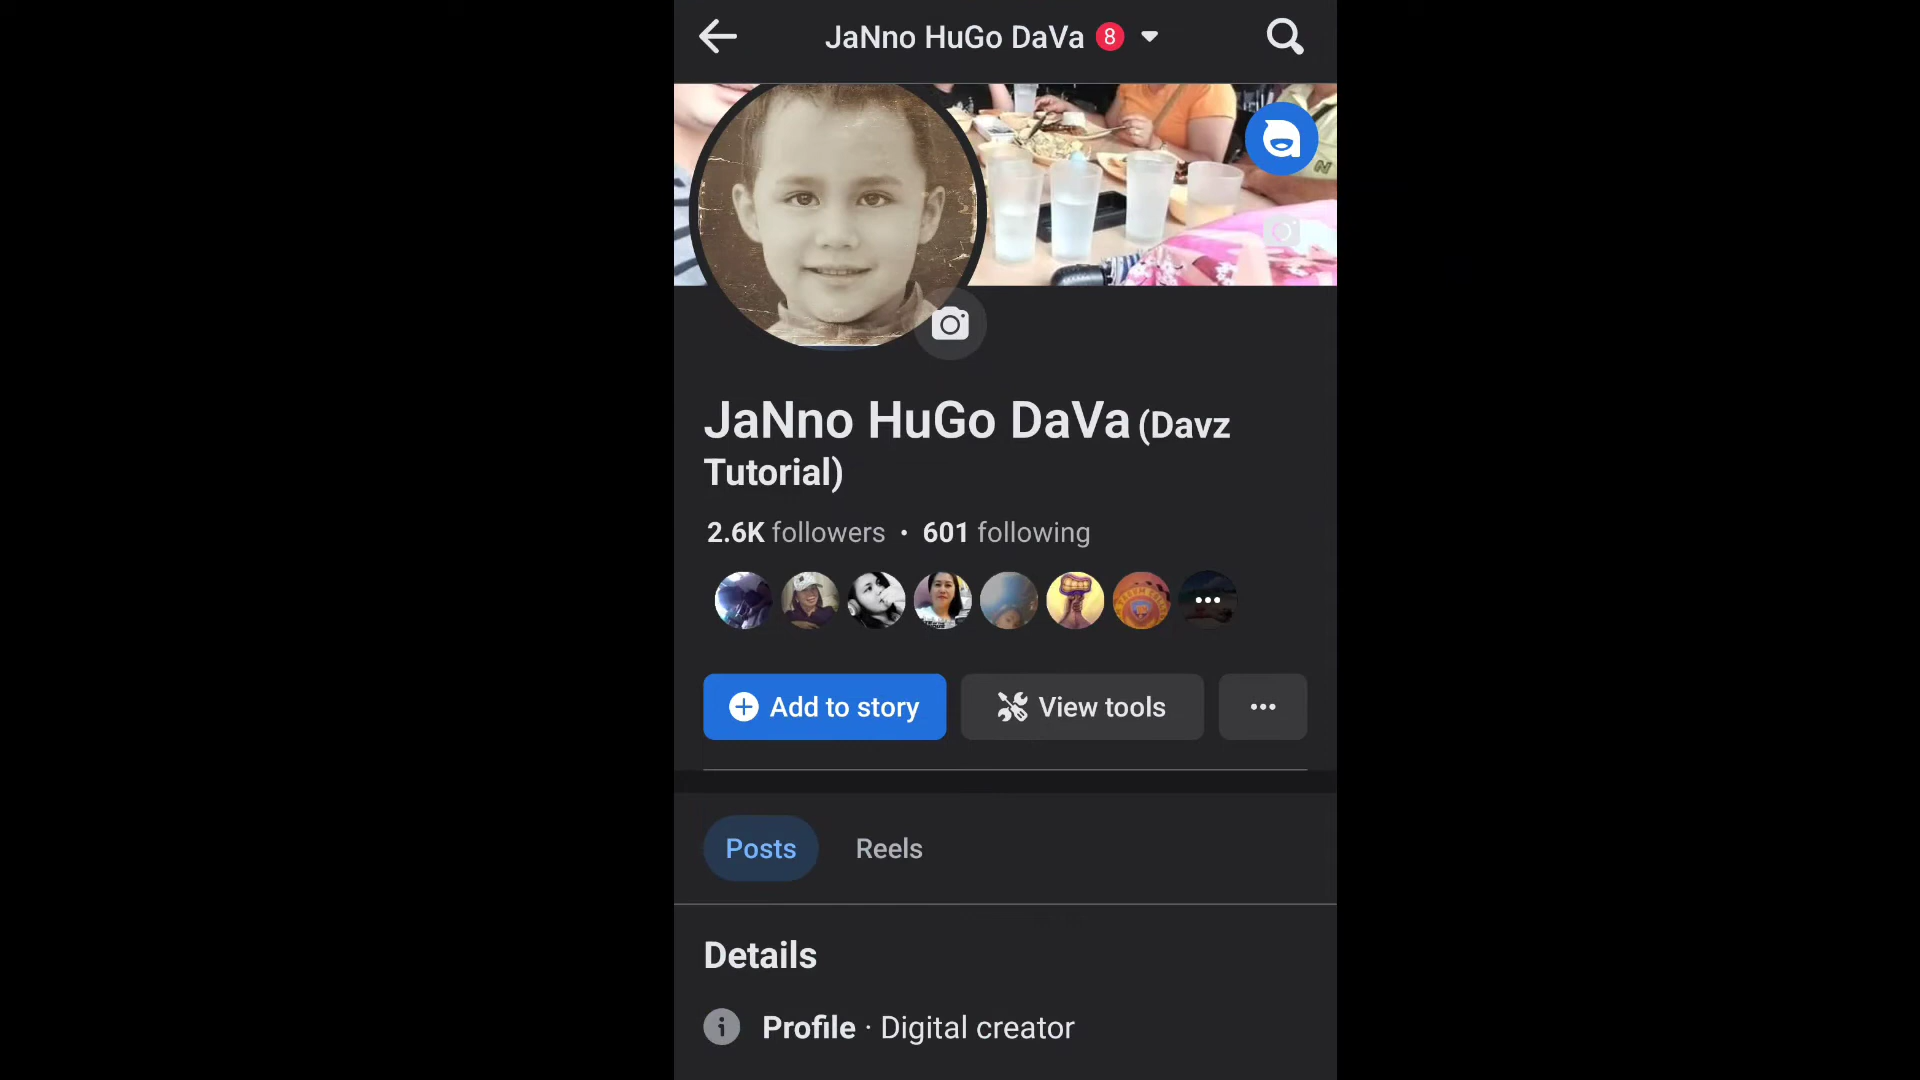 JaNno HuGo DaVa 8
JaNno HuGo DaVa (Davz
Tutorial)
2.6K followers • 601 following
Add to story
View tools
Posts
Reels
Details
Profile · Digital creator